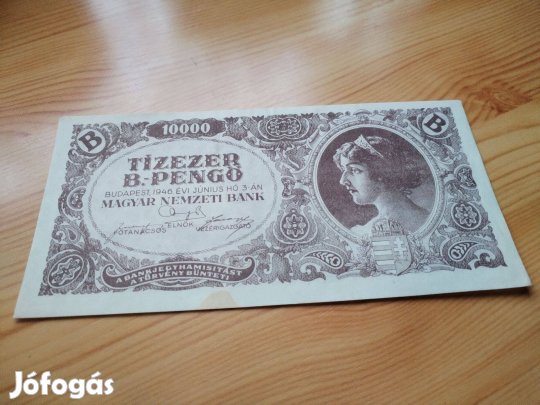 B
10000
B
TÍZEZER
B.-PENGŐ
BUDAPEST, 1946. ÉVI JÚNIUS HÓ 3-ÁN
MAGYAR NEMZETI BANK
ELNÖK
FŐTANÁCSOS VEZÉRIGAZGATÓ
A BANKJEGYHAMISÍTÁST
A TÖRVÉNY BÜNTETI
Jófogás